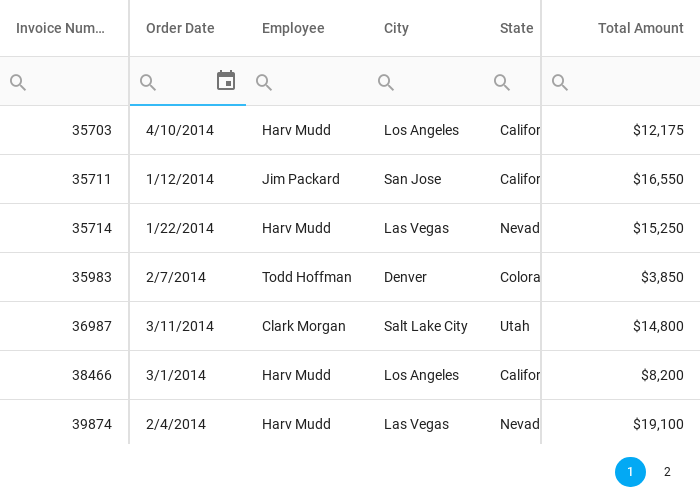 Invoice Num... Order Date Employee City State Total Amount
35703 4/10/2014 Harv Mudd Los Angeles Califor $12,175
35711 1/12/2014 Jim Packard San Jose Califor $16,550
35714 1/22/2014 Harv Mudd Las Vegas Nevad $15,250
35983 2/7/2014 Todd Hoffman Denver Colora $3,850
36987 3/11/2014 Clark Morgan Salt Lake City Utah $14,800
38466 3/1/2014 Harv Mudd Los Angeles Califor $8,200
39874 2/4/2014 Harv Mudd Las Vegas Nevad $19,100
1 2